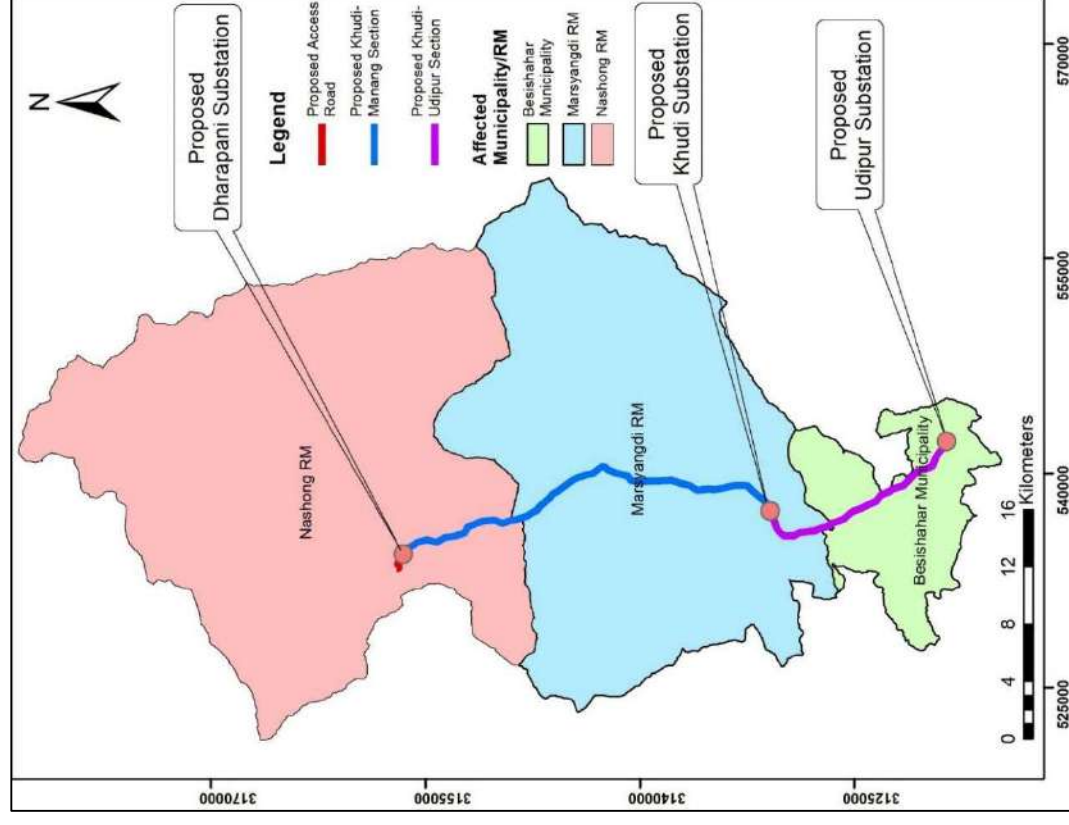 N
Proposed
Dharapani Substation
Legend
Proposed Access
Road
Proposed Khudi-
Manang Section
Proposed Khudi-
Udipur Section
Affected
Municipality/RM
Besishahar
Municipality
Marsyangdi RM
Nashong RM
Proposed
Khudi Substation
Proposed
Udipur Substation
Nashong RM
Marsyangdi RM
Besishahar Municipality
0 4 8 12 16
Kilometers
3170000
3155000
3140000
3125000
525000 540000 555000 570000